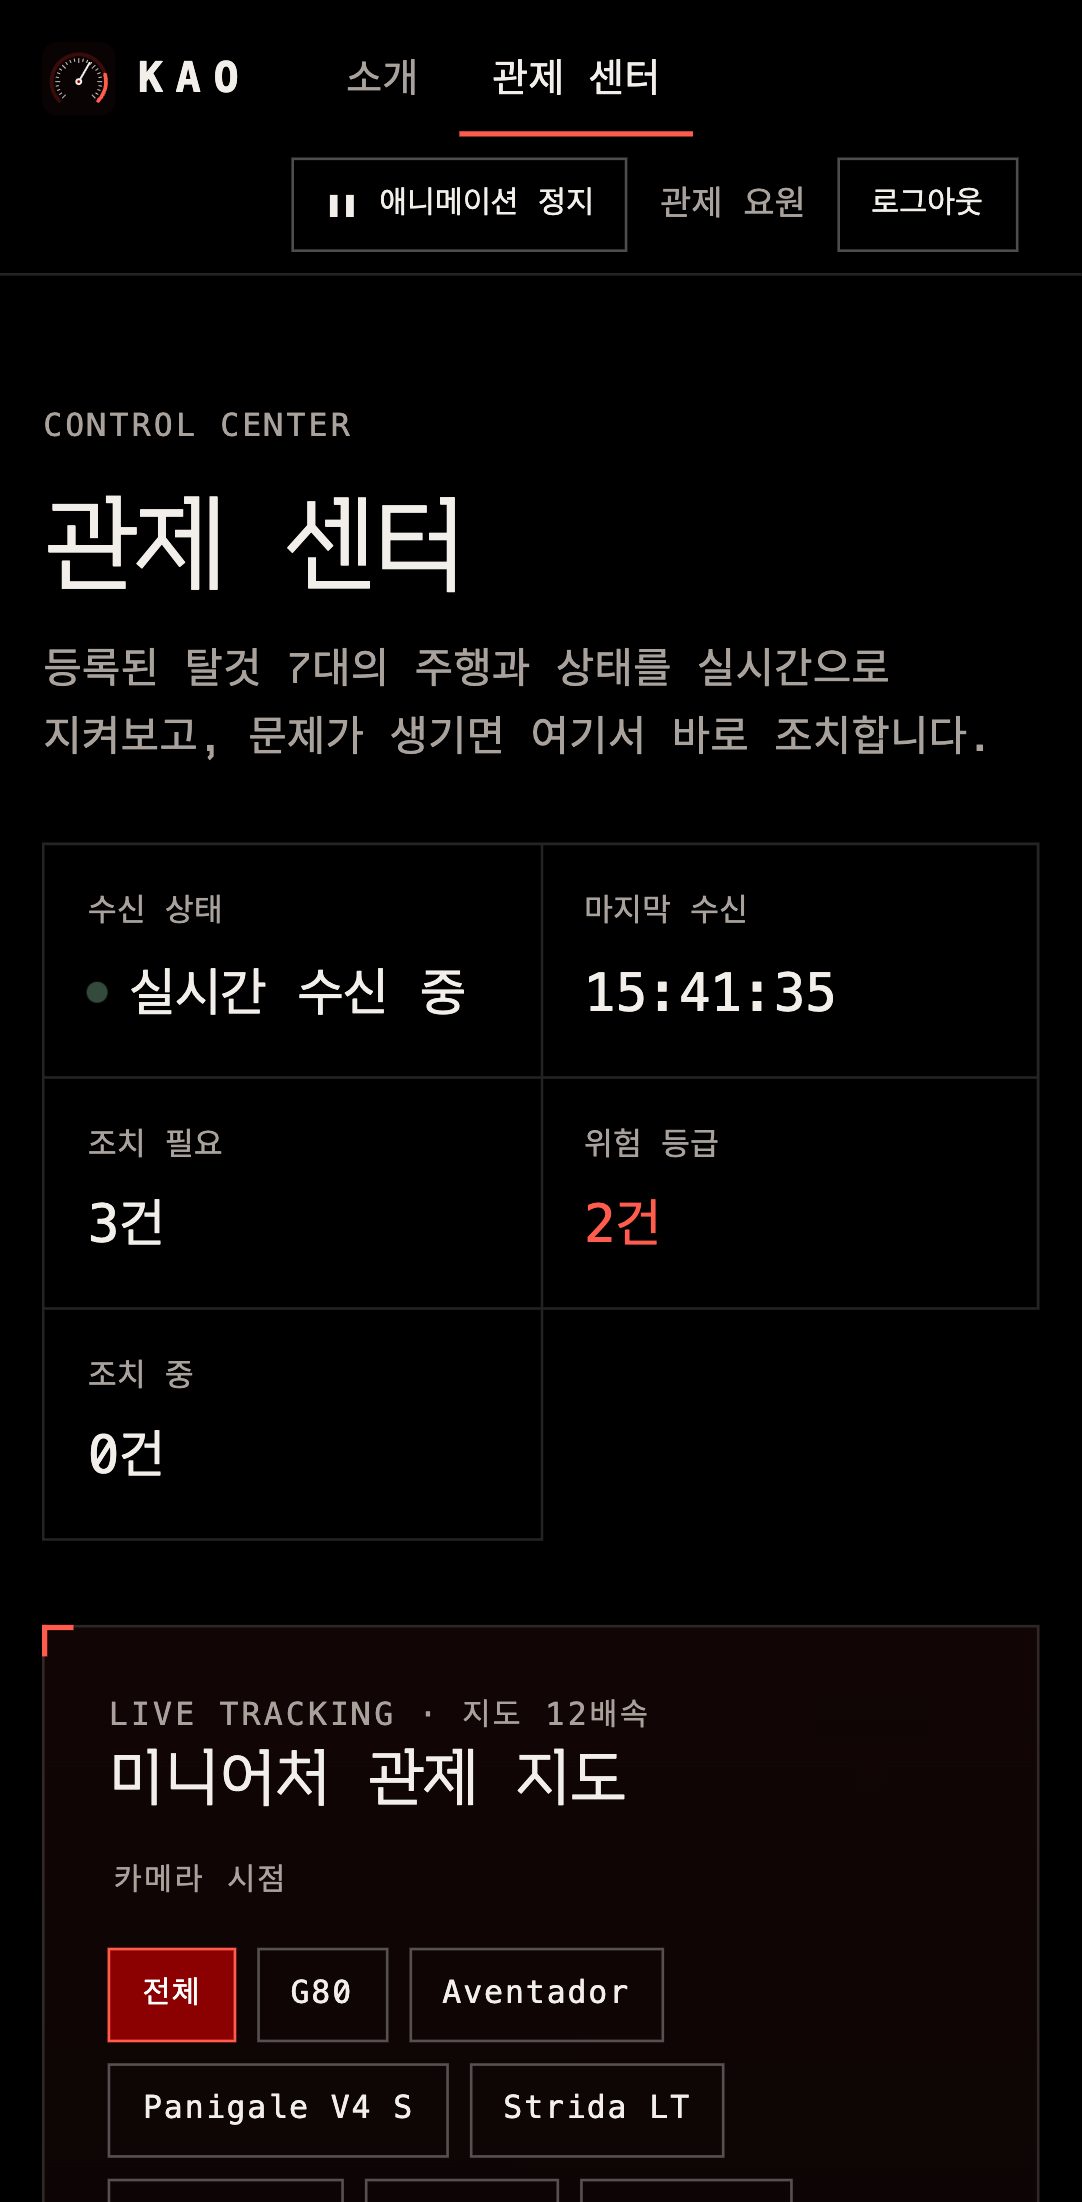 KAO 소개 관제 센터
애니메이션 정지 관제 요원 로그아웃
CONTROL CENTER
관제 센터
등록된 탈것 7대의 주행과 상태를 실시간으로
지켜보고, 문제가 생기면 여기서 바로 조치합니다.
수신 상태
실시간 수신 중
마지막 수신
15:41:35
조치 필요
3건
위험 등급
2건
조치 중
0건
LIVE TRACKING · 지도 12배속
미니어처 관제 지도
카메라 시점
전체 G80 Aventador
Panigale V4 S Strida LT